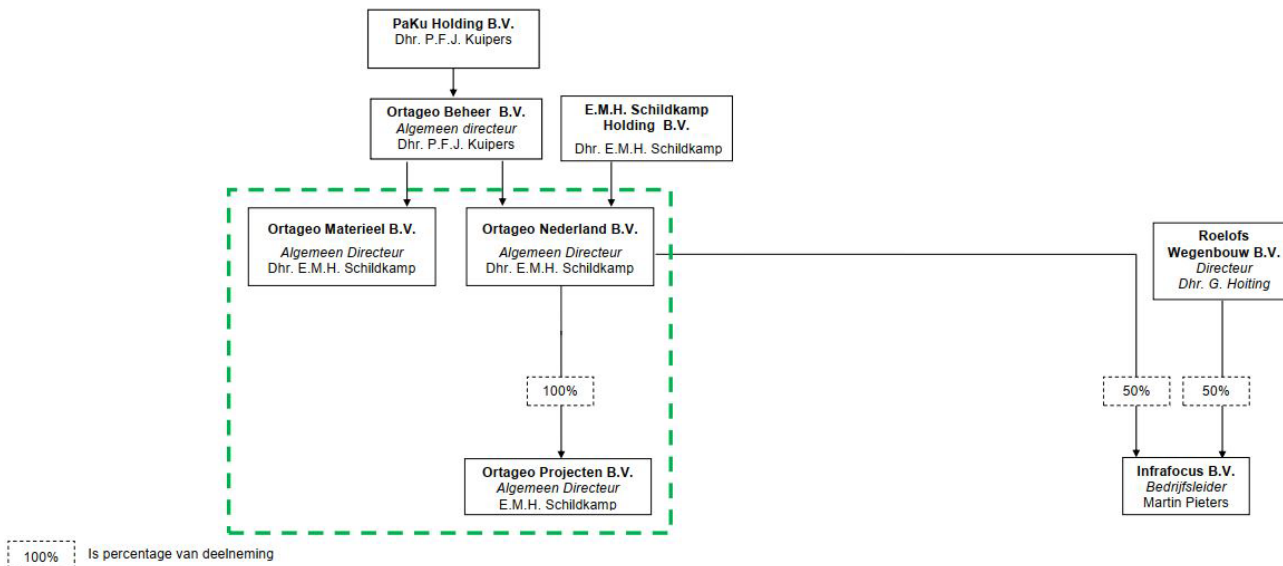 PaKu Holding B.V.
Dhr. P.F.J. Kuipers
Ortageo Beheer B.V.
Algemeen directeur
Dhr. P.F.J. Kuipers
E.M.H. Schildkamp
Holding B.V.
Dhr. E.M.H. Schildkamp
Ortageo Materieel B.V.
Algemeen Directeur
Dhr. E.M.H. Schildkamp
Ortageo Nederland B.V.
Algemeen Directeur
Dhr. E.M.H. Schildkamp
Roelofs
Wegenbouw B.V.
Directeur
Dhr. G. Hoiting
100%
50%
50%
Ortageo Projecten B.V.
Algemeen Directeur
E.M.H. Schildkamp
Infrafocus B.V.
Bedrijfsleider
Martin Pieters
100%
Is percentage van deelneming